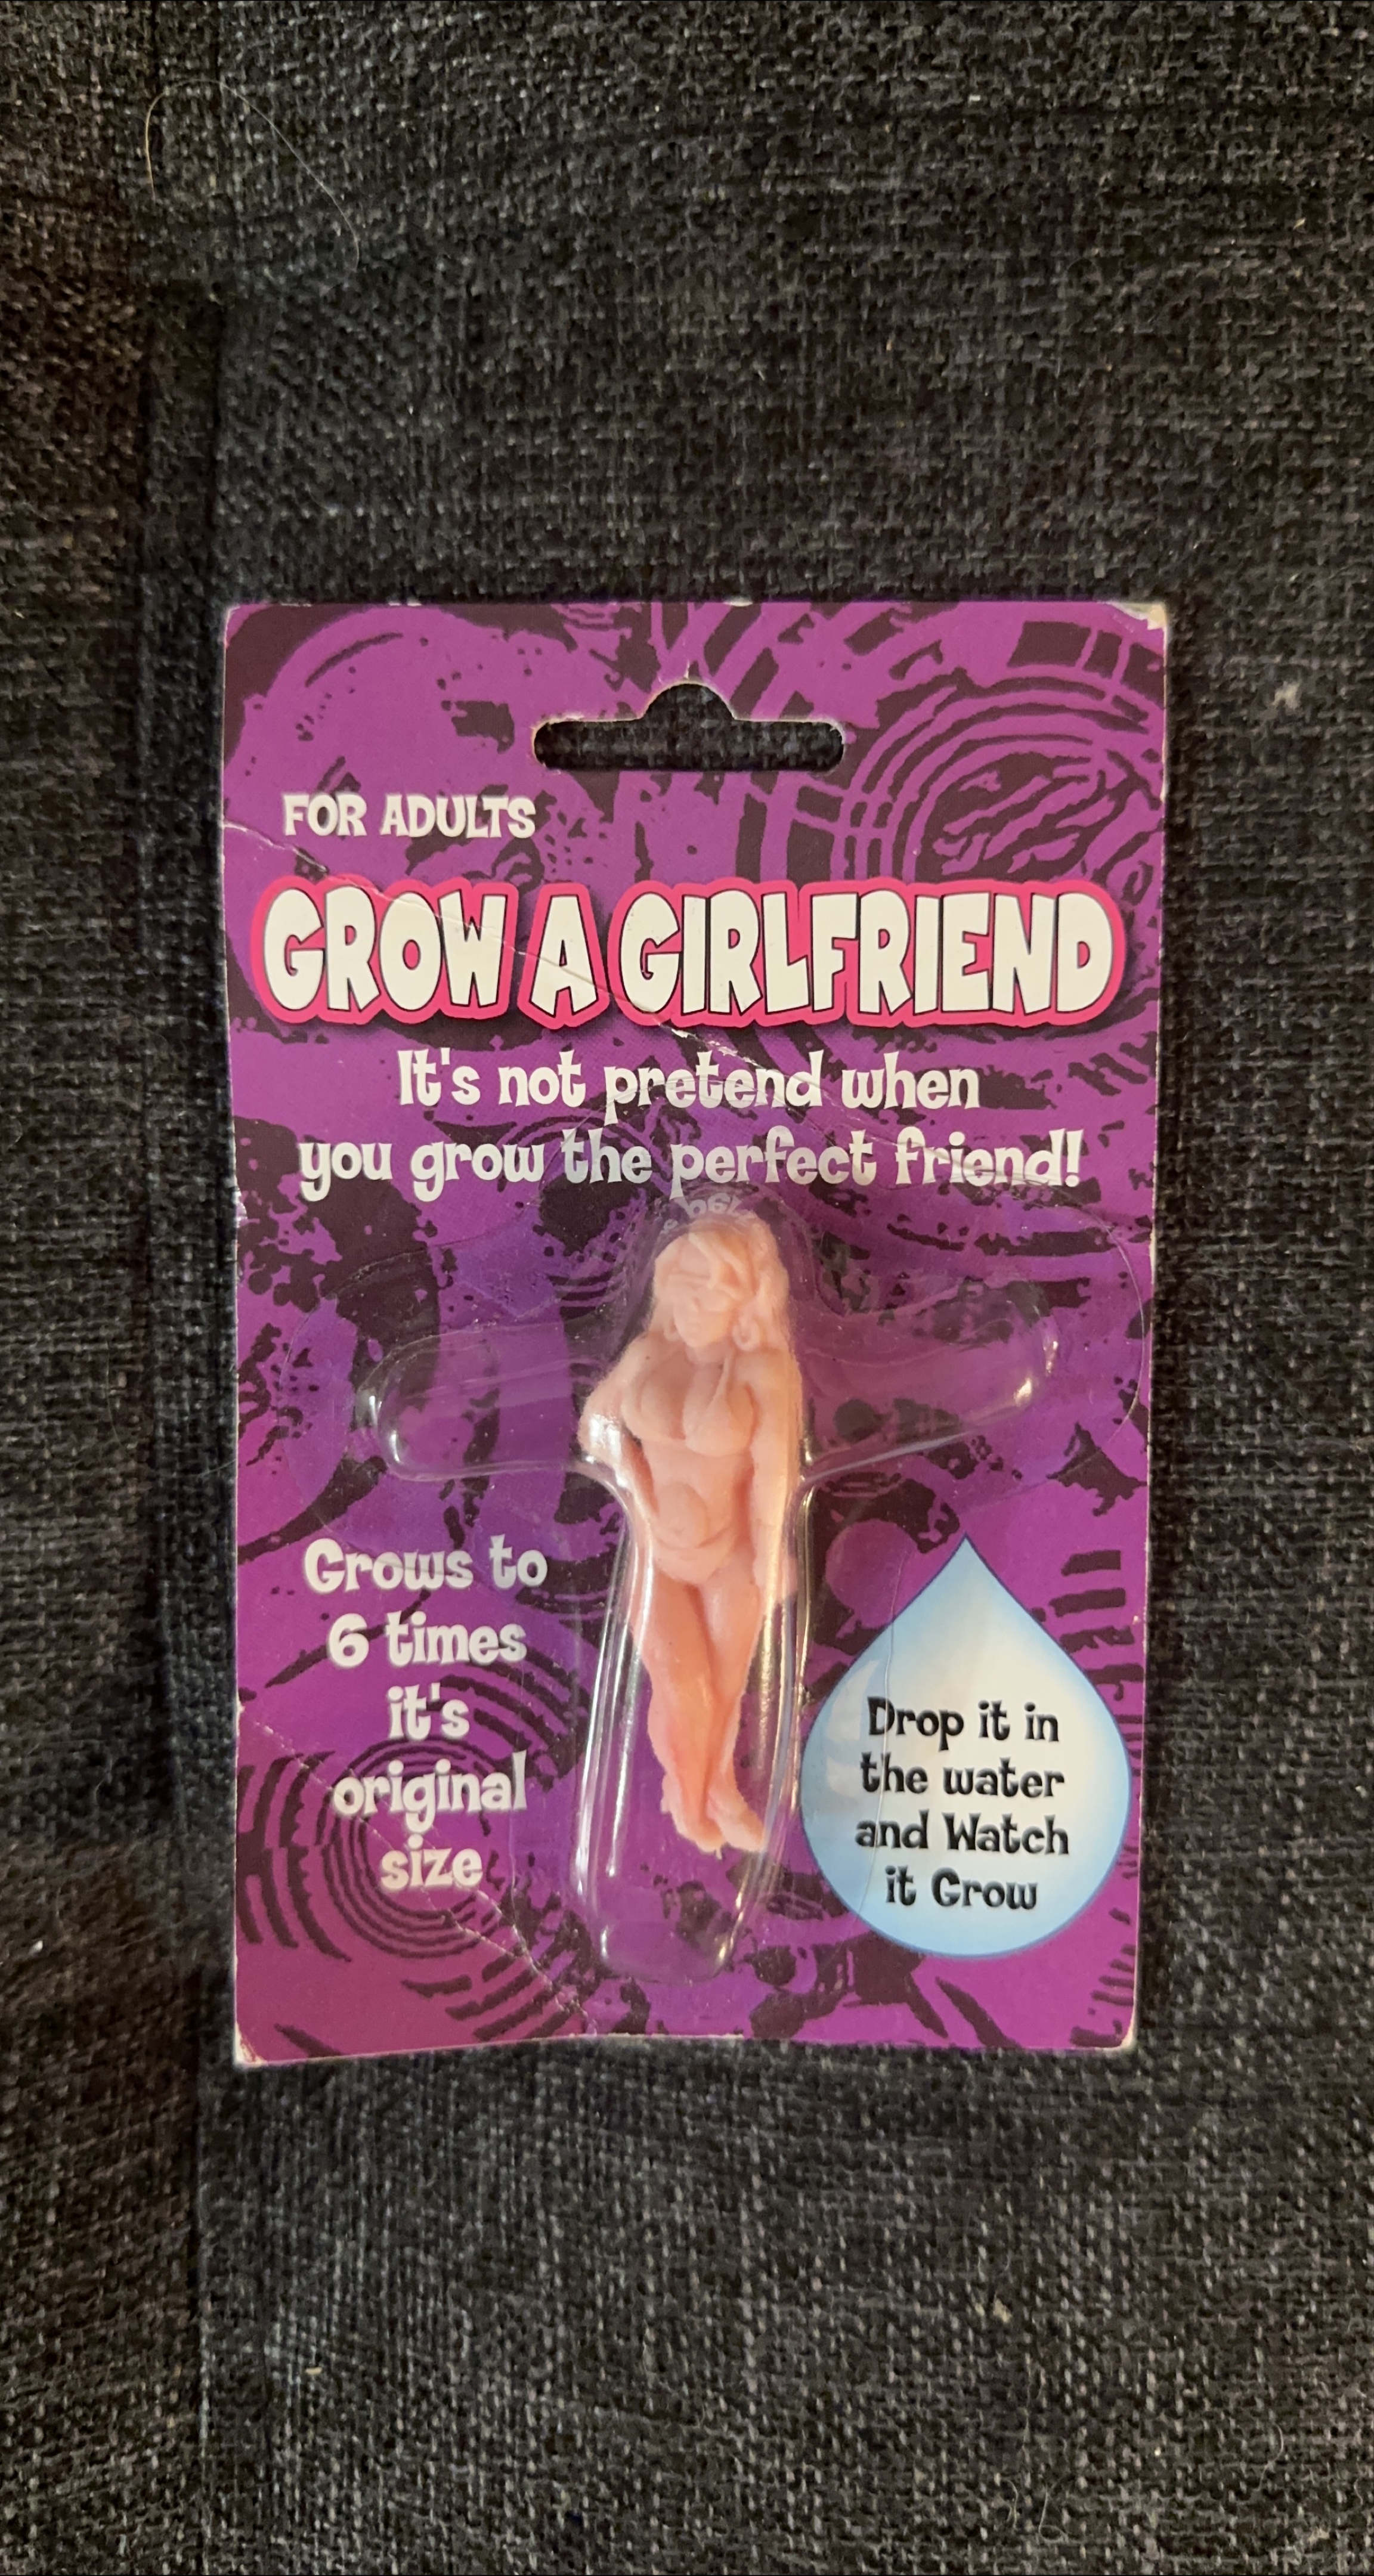 FOR ADULTS
GROW A GIRLFRIEND
It's not pretend when
you grow the perfect friend!
Grows to
6 times
it's
original
size
Drop it in
the water
and Watch
it Grow